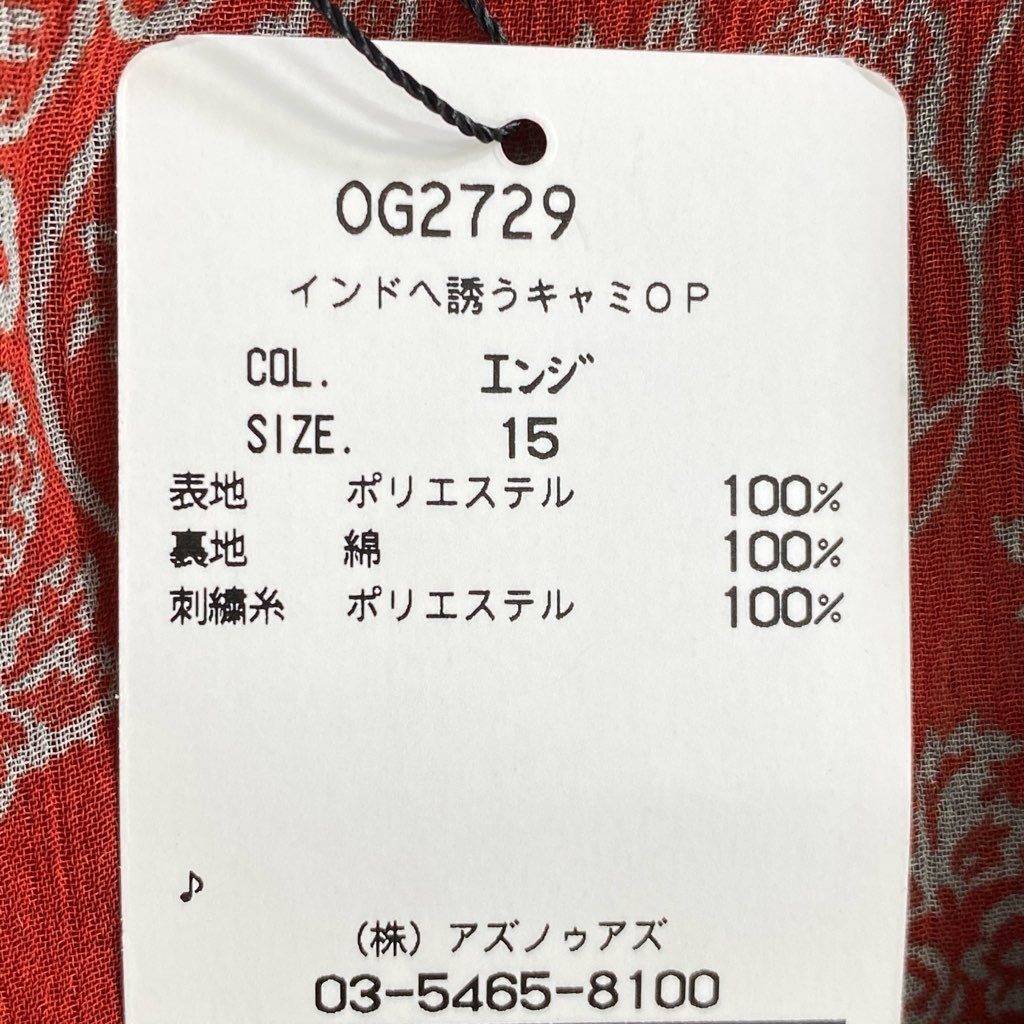 OG2729
インドへ誘うキャミOP
COL. エンジ
SIZE. 15
表地 ポリエステル 100%
裏地 綿 100%
刺繍糸 ポリエステル 100%
♪
(株) アズノゥアズ
03-5465-8100